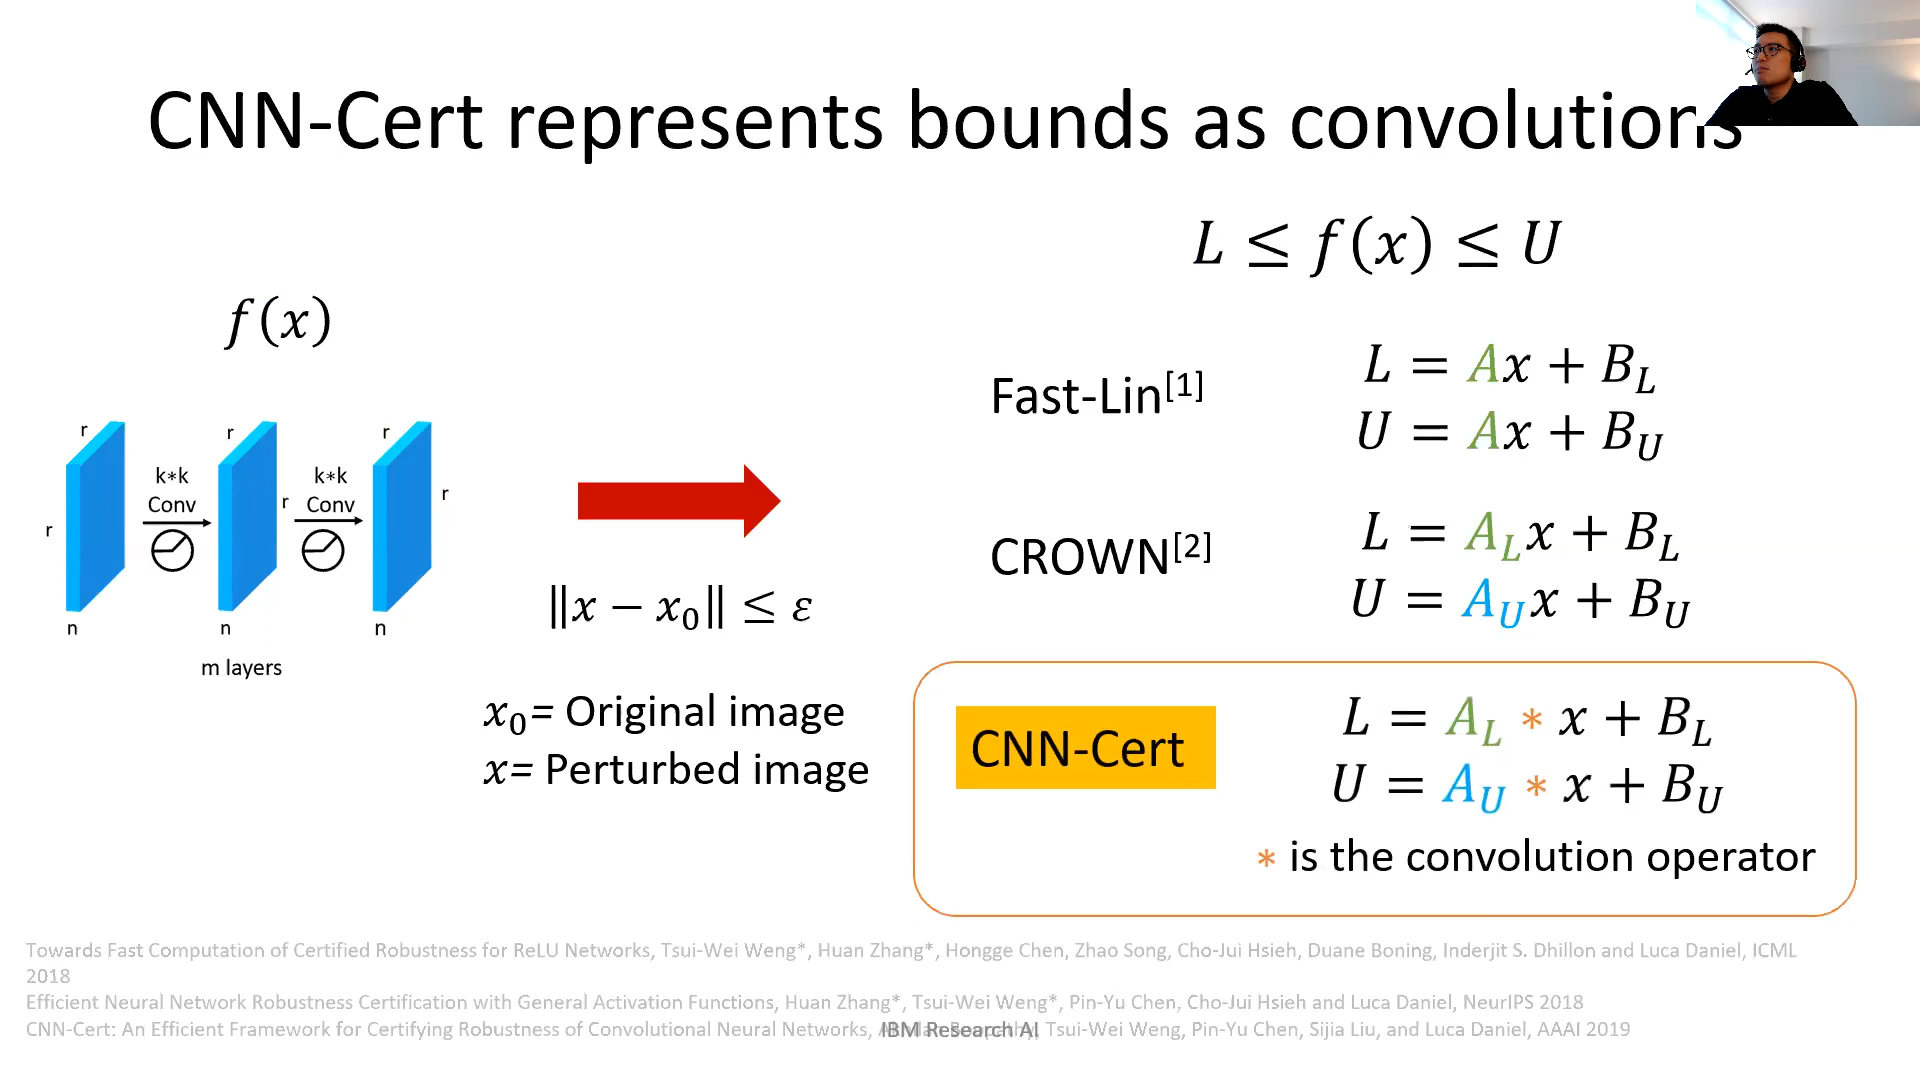 CNN-Cert represents bounds as convolutions
L ≤ f(x) ≤ U
f(x)
L = Ax + B_L
Fast-Lin[1]
U = Ax + B_U
r r r
k*k k*k
Conv r Conv r
r
L = A_L x + B_L
CROWN[2]
U = A_U x + B_U
‖x − x₀‖ ≤ ε
n n n
m layers
x₀= Original image
x= Perturbed image
CNN-Cert
L = A_L * x + B_L
U = A_U * x + B_U
* is the convolution operator
Towards Fast Computation of Certified Robustness for ReLU Networks, Tsui-Wei Weng*, Huan Zhang*, Hongge Chen, Zhao Song, Cho-Jui Hsieh, Duane Boning, Inderjit S. Dhillon and Luca Daniel, ICML
2018
Efficient Neural Network Robustness Certification with General Activation Functions, Huan Zhang*, Tsui-Wei Weng*, Pin-Yu Chen, Cho-Jui Hsieh and Luca Daniel, NeurIPS 2018
CNN-Cert: An Efficient Framework for Certifying Robustness of Convolutional Neural Networks, Tsui-Wei Weng, Pin-Yu Chen, Sijia Liu, and Luca Daniel, AAAI 2019
IBM Research AI